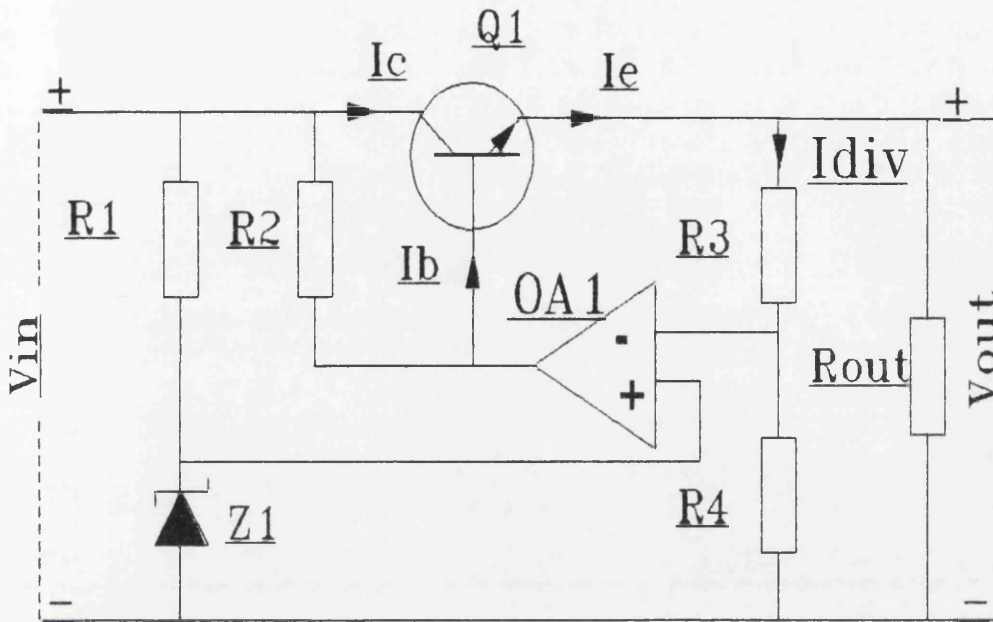 Q1
Ic
Ie
+
+
Idiv
R1
R2
R3
Ib
OA1
-
+
Vin
Rout
Vout
R4
Z1
-
-